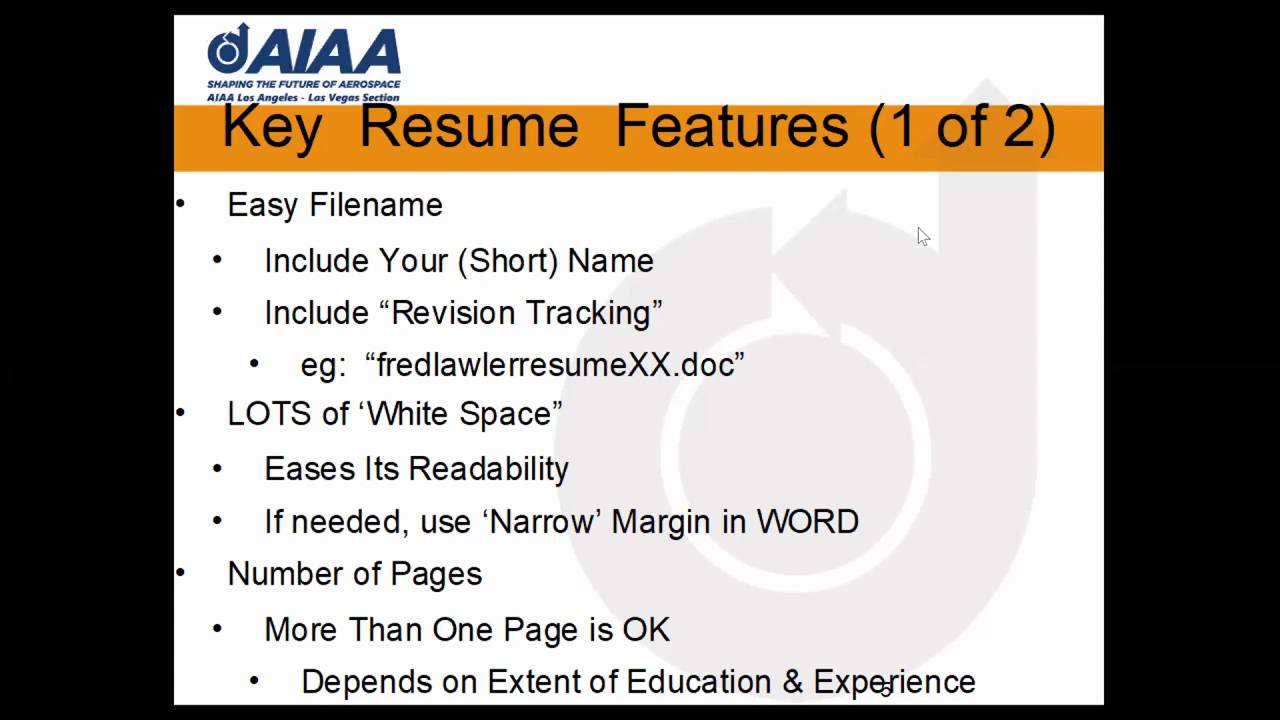 AIAA
SHAPING THE FUTURE OF AEROSPACE
AIAA Los Angeles - Las Vegas Section
Key Resume Features (1 of 2)
• Easy Filename
• Include Your (Short) Name
• Include “Revision Tracking”
• eg: “fredlawlerresumeXX.doc”
• LOTS of ‘White Space”
• Eases Its Readability
• If needed, use ‘Narrow’ Margin in WORD
• Number of Pages
• More Than One Page is OK
• Depends on Extent of Education & Experience